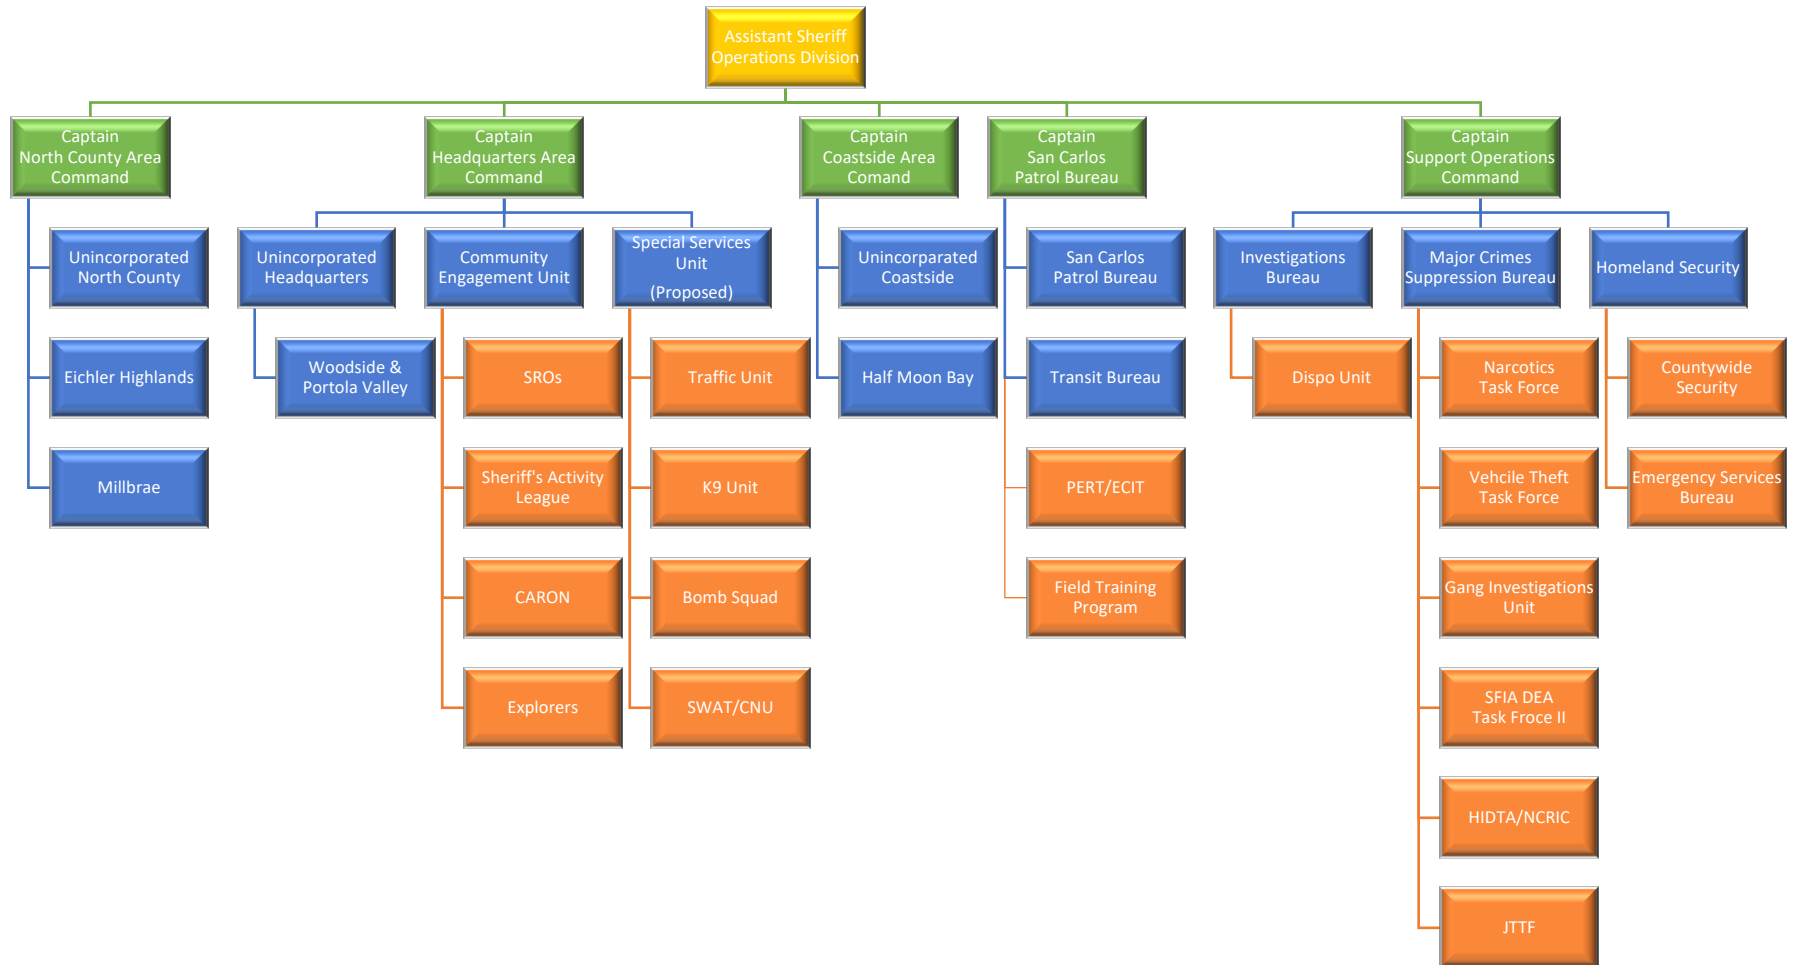 Assistant Sheriff
Operations Division
Captain
North County Area
Command
Captain
Headquarters Area
Command
Captain
Coastside Area
Comand
Captain
San Carlos
Patrol Bureau
Captain
Support Operations
Command
Unincorporated
North County
Unincorporated
Headquarters
Community
Engagement Unit
Special Services
Unit
(Proposed)
Unincorparated
Coastside
San Carlos
Patrol Bureau
Investigations
Bureau
Major Crimes
Suppression Bureau
Homeland Security
Eichler Highlands
Woodside &
Portola Valley
SROs
Traffic Unit
Half Moon Bay
Transit Bureau
Dispo Unit
Narcotics
Task Force
Countywide
Security
Millbrae
Sheriff's Activity
League
K9 Unit
PERT/ECIT
Vehcile Theft
Task Force
Emergency Services
Bureau
CARON
Bomb Squad
Field Training
Program
Gang Investigations
Unit
Explorers
SWAT/CNU
SFIA DEA
Task Froce II
HIDTA/NCRIC
JTTF